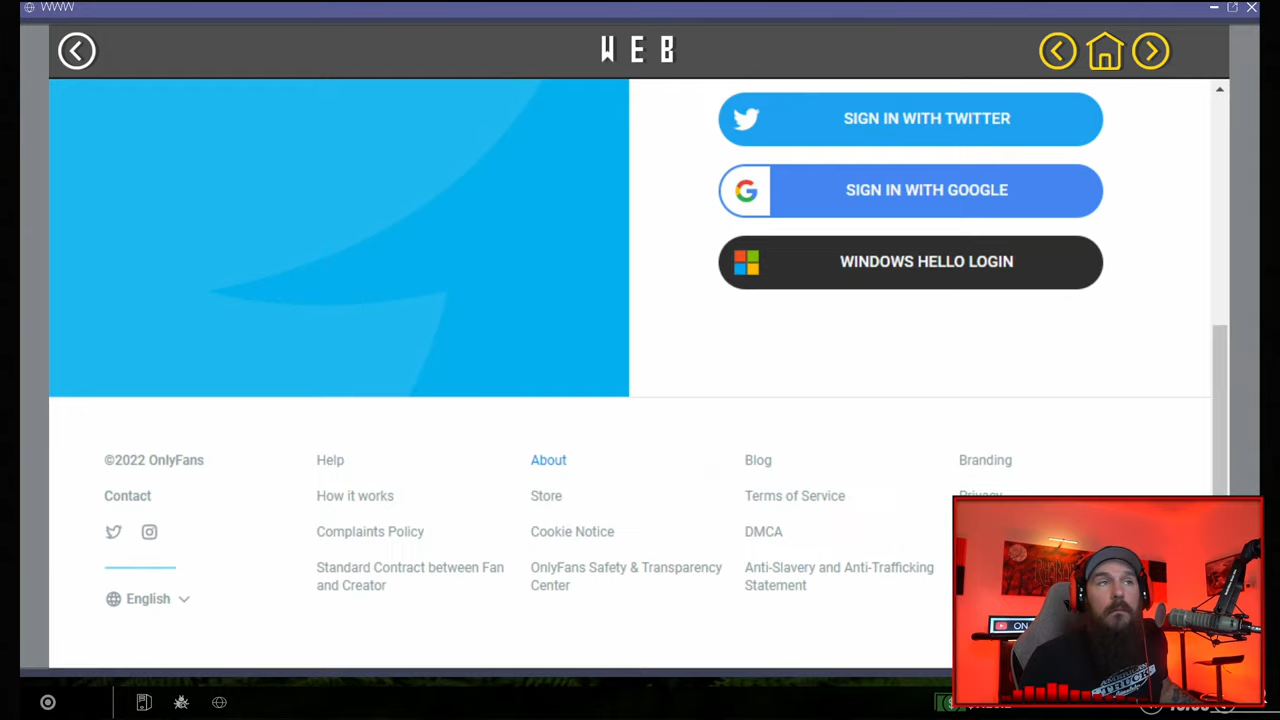 WWW
WEB
SIGN IN WITH TWITTER
SIGN IN WITH GOOGLE
WINDOWS HELLO LOGIN
©2022 OnlyFans
Help
About
Blog
Branding
Contact
How it works
Store
Terms of Service
Privacy
Complaints Policy
Cookie Notice
DMCA
Standard Contract between Fan
and Creator
OnlyFans Safety & Transparency
Center
Anti-Slavery and Anti-Trafficking
Statement
English
ON